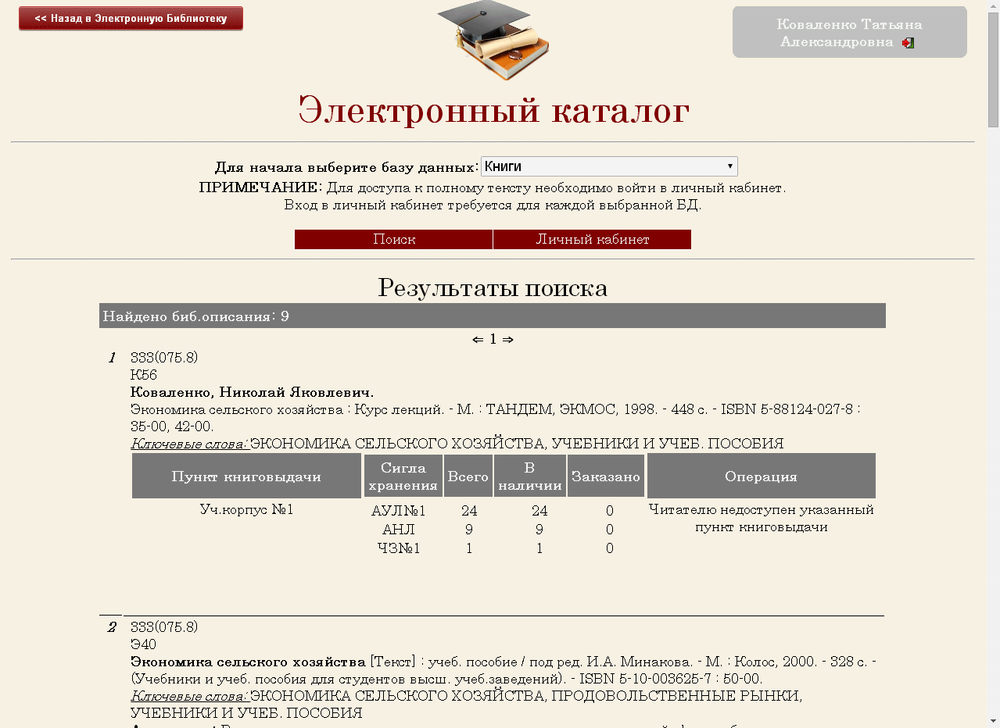 << Назад в Электронную Библиотеку
Коваленко Татьяна
Александровна
Электронный каталог
Для начала выберите базу данных: Книги
ПРИМЕЧАНИЕ: Для доступа к полному тексту необходимо войти в личный кабинет.
Вход в личный кабинет требуется для каждой выбранной БД.
Поиск Личный кабинет
Результаты поиска
Найдено биб.описания: 9
⇐ 1 ⇒
1 333(075.8)
К56
Коваленко, Николай Яковлевич.
Экономика сельского хозяйства : Курс лекций. - М. : ТАНДЕМ, ЭКМОС, 1998. - 448 с. - ISBN 5-88124-027-8 :
35-00, 42-00.
Ключевые слова: ЭКОНОМИКА СЕЛЬСКОГО ХОЗЯЙСТВА, УЧЕБНИКИ И УЧЕБ. ПОСОБИЯ
Пункт книговыдачи Сигла хранения Всего В наличии Заказано Операция
Уч.корпус №1 АУЛ№1 24 24 0 Читателю недоступен указанный
АНЛ 9 9 0 пункт книговыдачи
ЧЗ№1 1 1 0
2 333(075.8)
Э40
Экономика сельского хозяйства [Текст] : учеб. пособие / под ред. И.А. Минакова. - М. : Колос, 2000. - 328 с. -
(Учебники и учеб. пособия для студентов высш. учеб.заведений). - ISBN 5-10-003625-7 : 50-00.
Ключевые слова: ЭКОНОМИКА СЕЛЬСКОГО ХОЗЯЙСТВА, ПРОДОВОЛЬСТВЕННЫЕ РЫНКИ,
УЧЕБНИКИ И УЧЕБ. ПОСОБИЯ